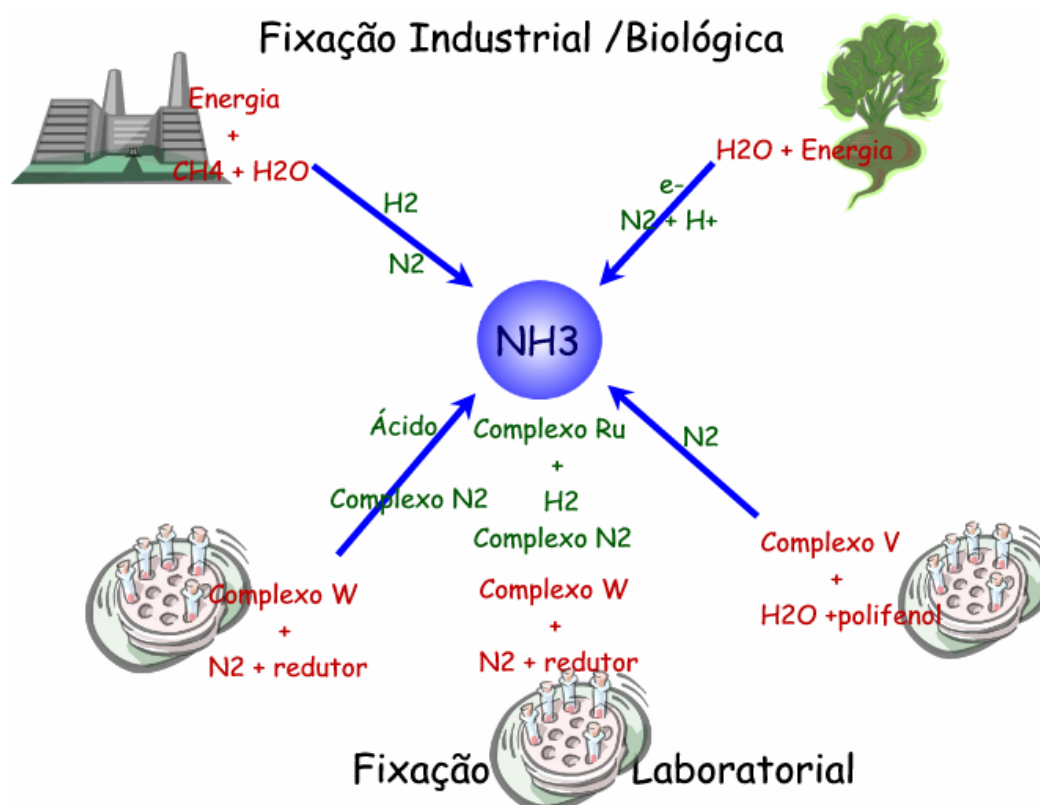 Fixação Industrial /Biológica
Energia
+
CH4 + H2O
H2O + Energia
H2
N2
e-
N2 + H+
NH3
Ácido
Complexo N2
Complexo Ru
+
H2
Complexo N2
N2
Complexo W
+
N2 + redutor
Complexo W
+
N2 + redutor
Complexo V
+
H2O +polifenol
Fixação Laboratorial